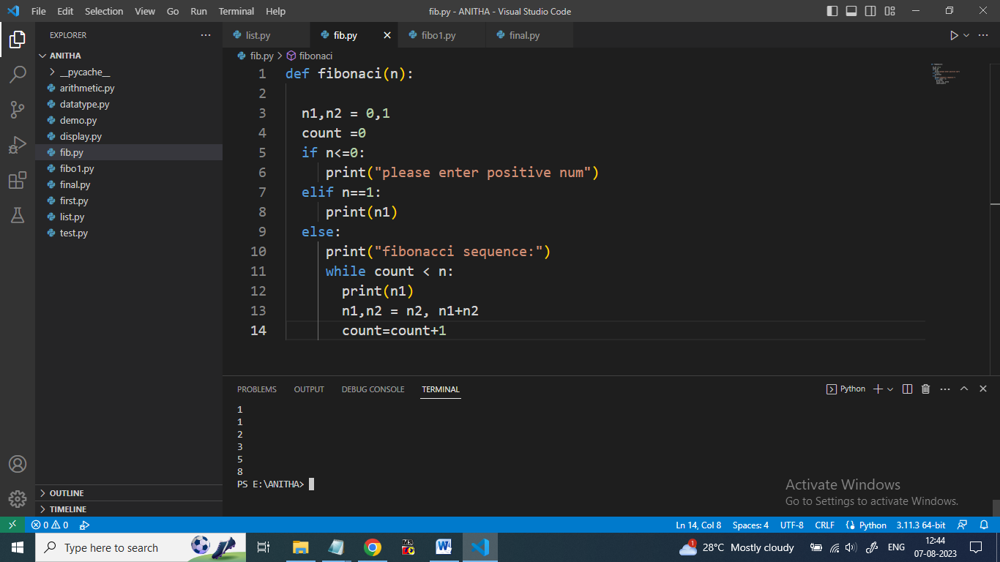 File Edit Selection View Go Run Terminal Help
fib.py - ANITHA - Visual Studio Code
EXPLORER
ANITHA
__pycache__
arithmetic.py
datatype.py
demo.py
display.py
fib.py
fibo1.py
final.py
first.py
list.py
test.py
OUTLINE
TIMELINE
list.py fib.py fibo1.py final.py
fib.py > fibonaci
1 def fibonaci(n):
2
3 n1,n2 = 0,1
4 count =0
5 if n<=0:
6 print("please enter positive num")
7 elif n==1:
8 print(n1)
9 else:
10 print("fibonacci sequence:")
11 while count < n:
12 print(n1)
13 n1,n2 = n2, n1+n2
14 count=count+1
PROBLEMS OUTPUT DEBUG CONSOLE TERMINAL
Python
1
1
2
3
5
8
PS E:\ANITHA>
Activate Windows
Go to Settings to activate Windows.
0 0 Ln 14, Col 8 Spaces: 4 UTF-8 CRLF Python 3.11.3 64-bit
Type here to search
1 28°C Mostly cloudy ENG 12:44
07-08-2023